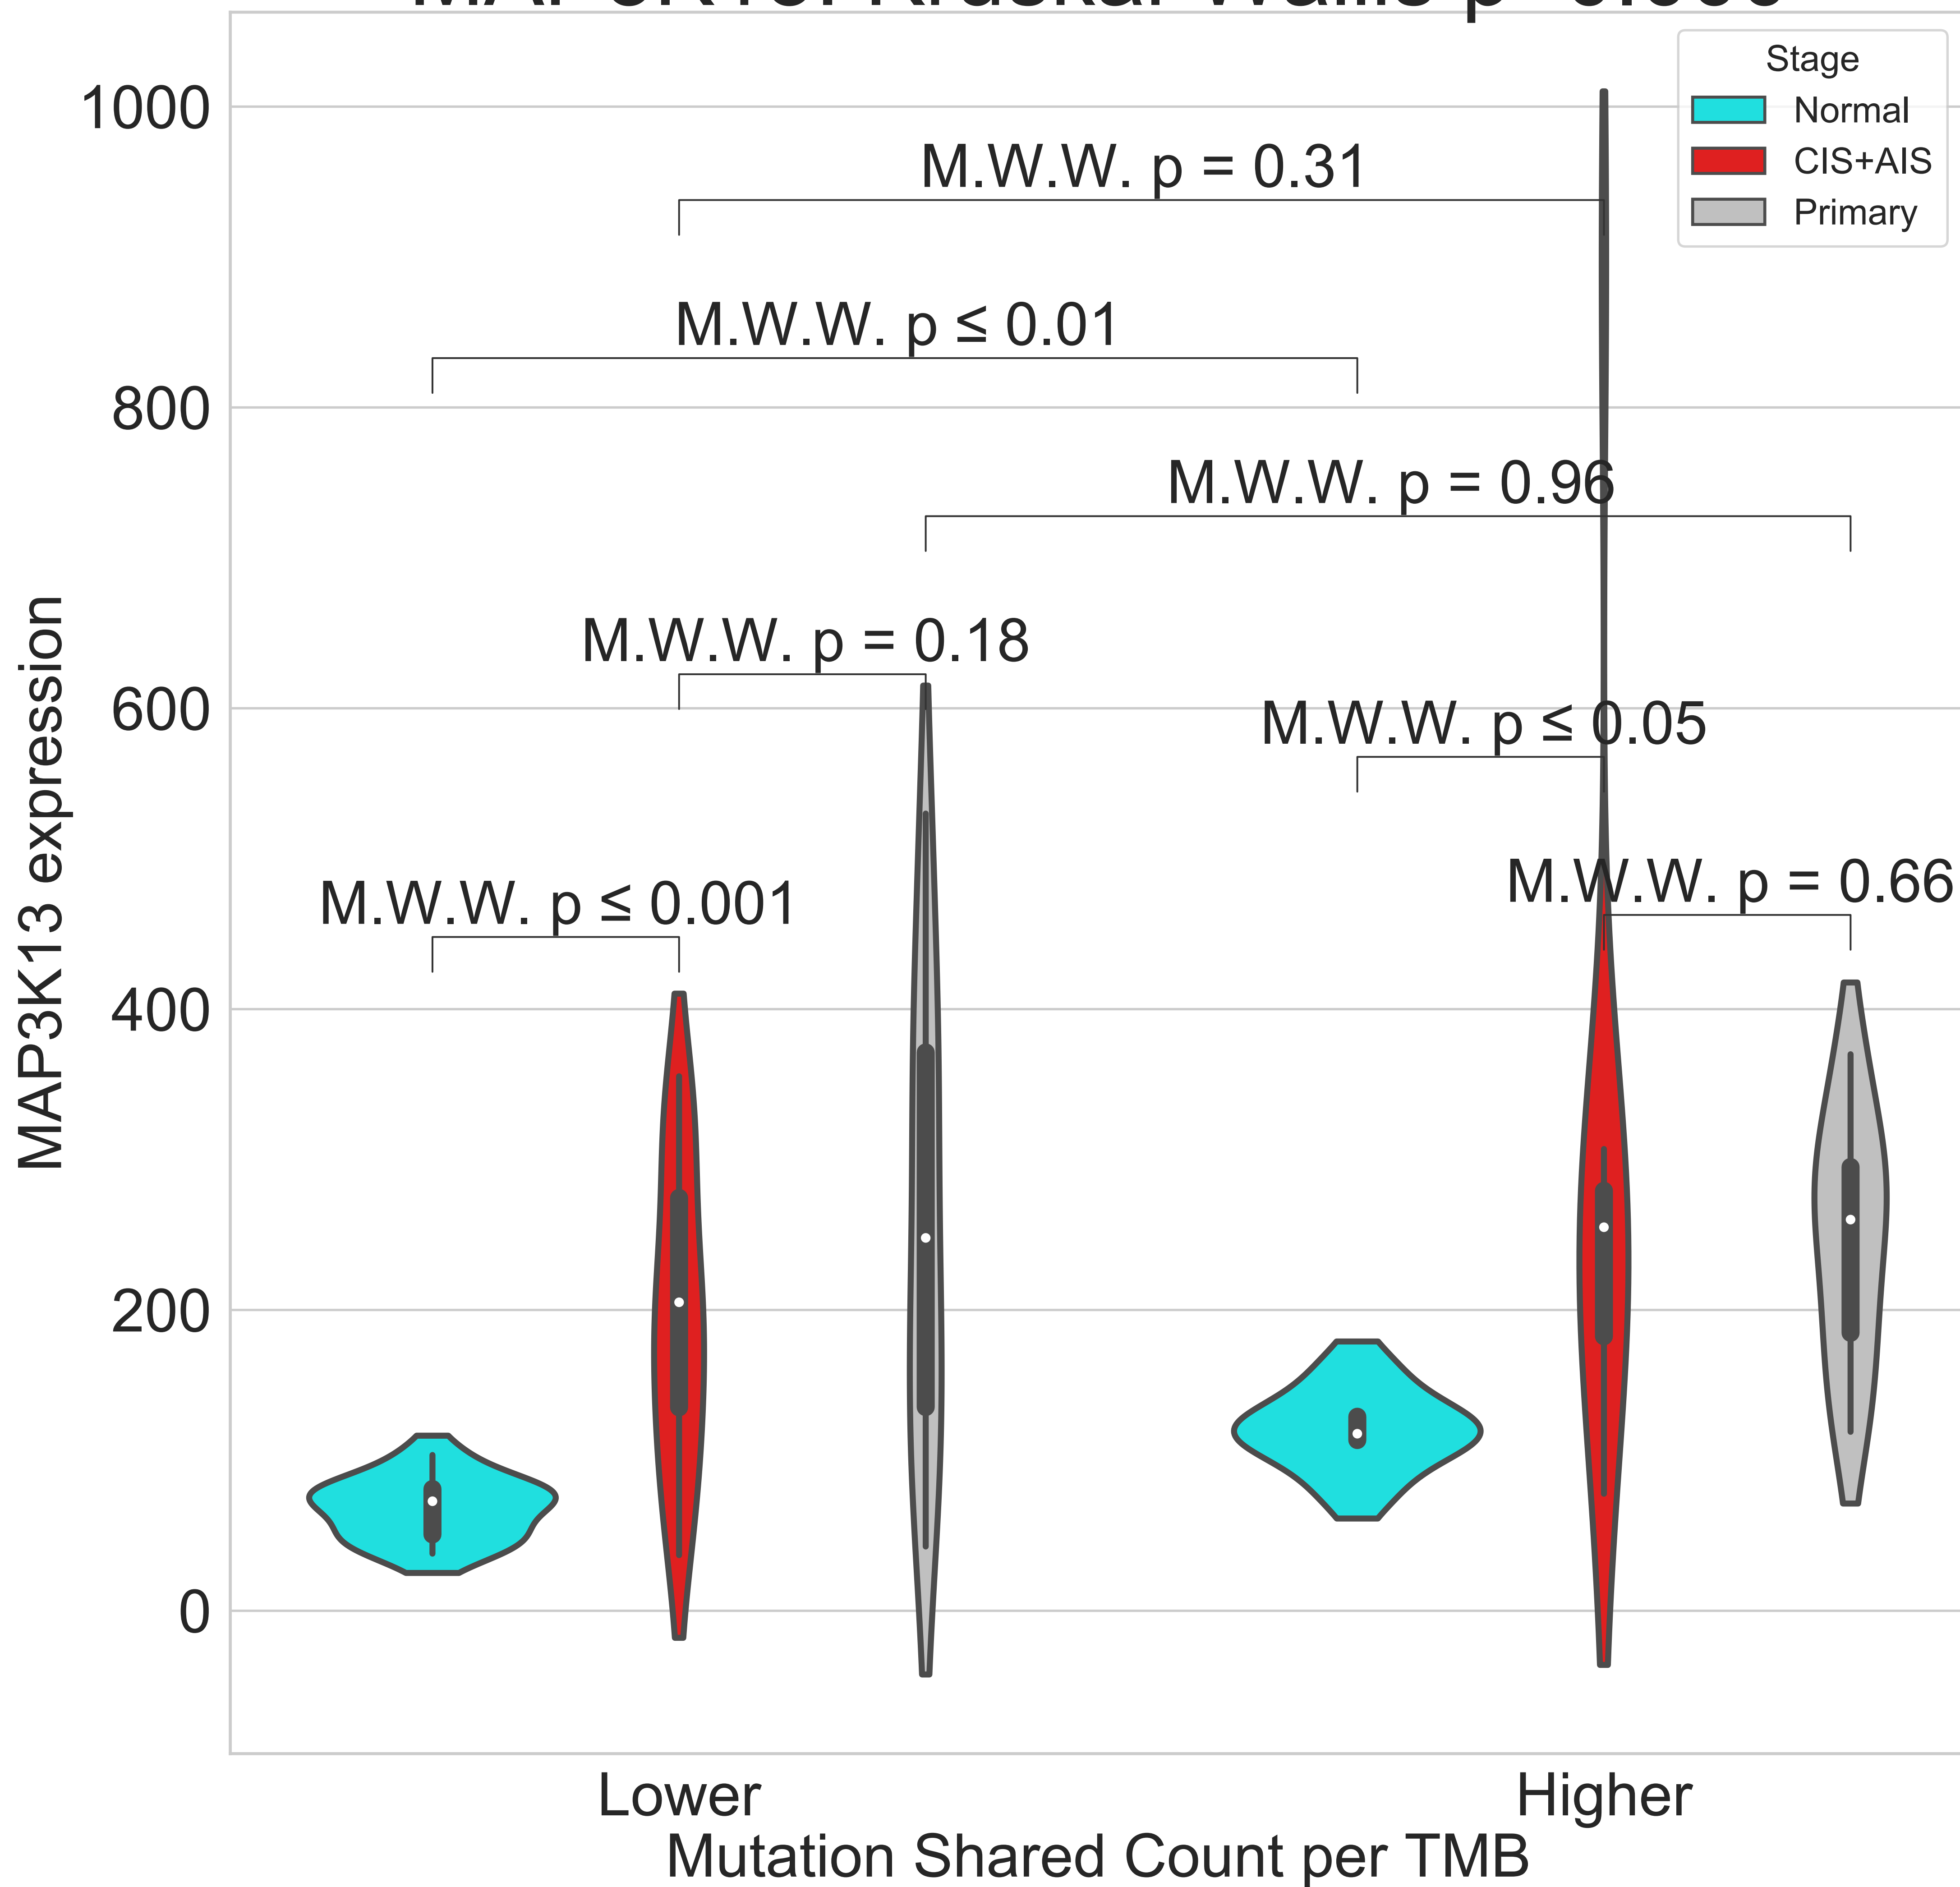 Stage
Normal
CIS+AIS
Primary
1000
800
600
400
200
0
MAP3K13 expression
M.W.W. p = 0.31
M.W.W. p ≤ 0.01
M.W.W. p = 0.96
M.W.W. p = 0.18
M.W.W. p ≤ 0.05
M.W.W. p = 0.66
M.W.W. p ≤ 0.001
Lower
Higher
Mutation Shared Count per TMB